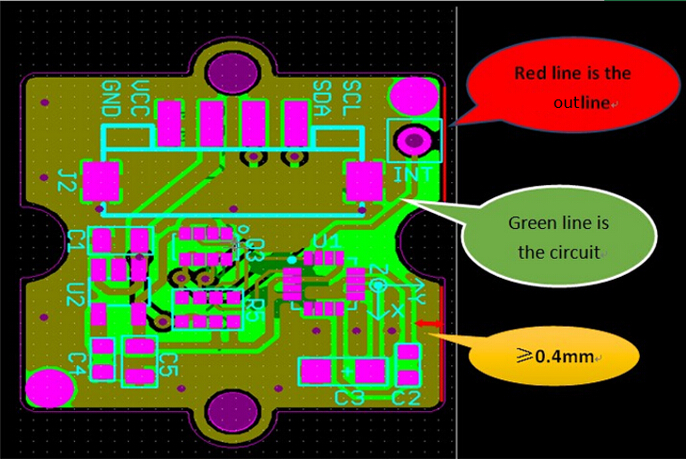 GND
VCC
SDA
SCL
Red line is the
outline
INT
J2
Green line is
the circuit
C1
Q3
U1
Z
Y
X
U2
R5
≥0.4mm
C4
C5
C3
C2